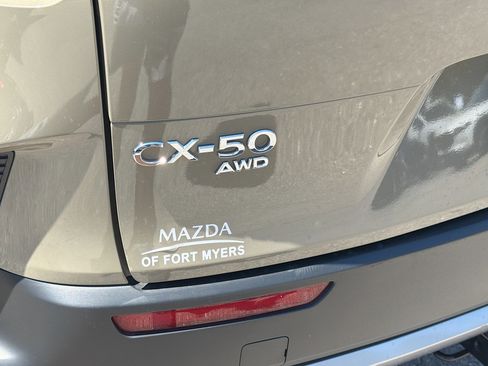 CX-50
AWD
MAZDA
OF FORT MYERS